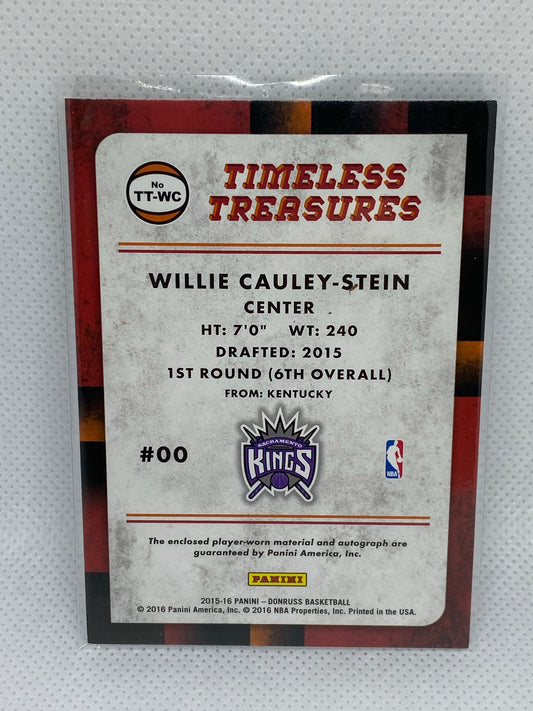 No
TT-WC
TIMELESS
TREASURES
WILLIE CAULEY-STEIN
CENTER
HT: 7'0" WT: 240
DRAFTED: 2015
1ST ROUND (6TH OVERALL)
FROM: KENTUCKY
#00
SACRAMENTO
KINGS
NBA
The enclosed player-worn material and autograph are
guaranteed by Panini America, Inc.
PANINI
2015-16 PANINI – DONRUSS BASKETBALL
© 2016 Panini America, Inc. © 2016 NBA Properties, Inc. Printed in the USA.